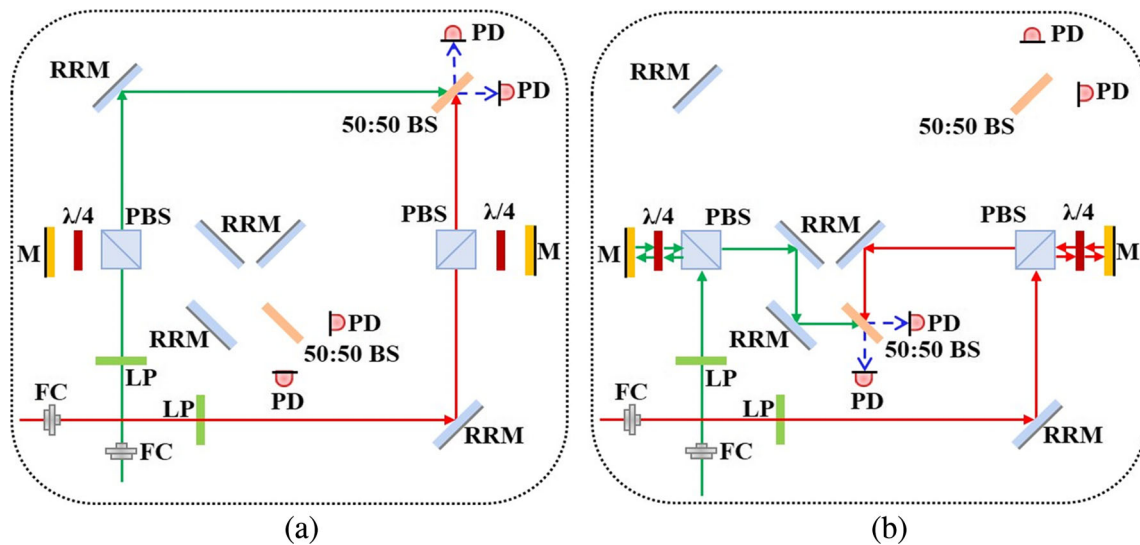 PD
RRM
PD
50:50 BS
λ/4
PBS
RRM
PBS
λ/4
M
M
RRM
PD
50:50 BS
LP
FC
LP
PD
RRM
FC
(a)
PD
RRM
PD
50:50 BS
λ/4
PBS
RRM
PBS
λ/4
M
M
RRM
PD
50:50 BS
LP
FC
LP
PD
RRM
FC
(b)